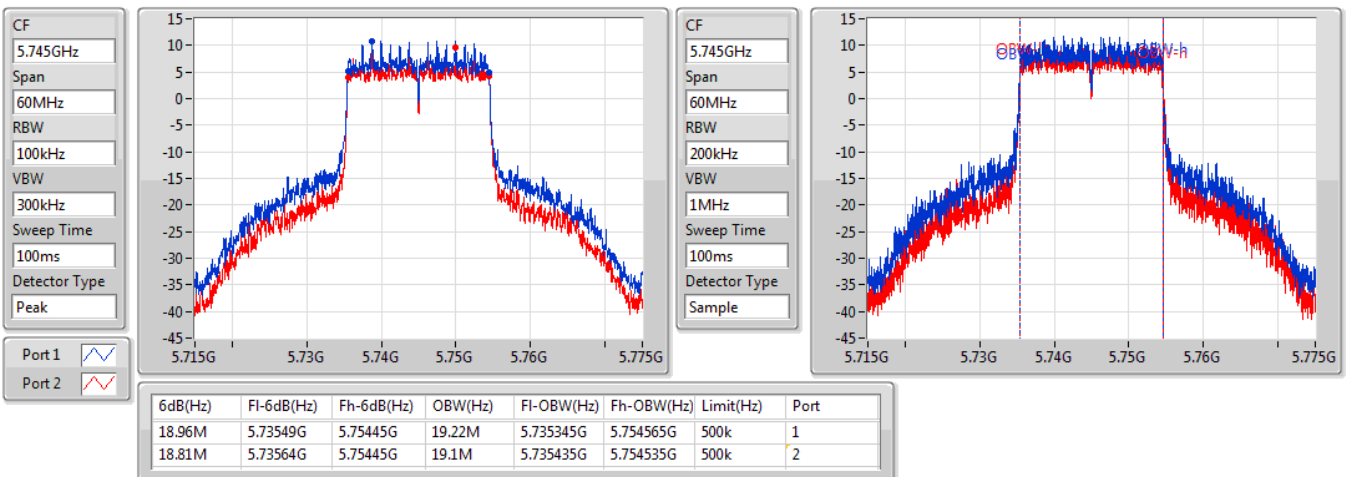 CF
5.745GHz
Span
60MHz
RBW
100kHz
VBW
300kHz
Sweep Time
100ms
Detector Type
Peak
Port 1
Port 2
15
10
5
0
-5
-10
-15
-20
-25
-30
-35
-40
-45
5.715G 5.73G 5.74G 5.75G 5.76G 5.775G
CF
5.745GHz
Span
60MHz
RBW
200kHz
VBW
1MHz
Sweep Time
100ms
Detector Type
Sample
15
10
5
0
-5
-10
-15
-20
-25
-30
-35
-40
-45
OBW-h
5.715G 5.73G 5.74G 5.75G 5.76G 5.775G
6dB(Hz) Fl-6dB(Hz) Fh-6dB(Hz) OBW(Hz) Fl-OBW(Hz) Fh-OBW(Hz) Limit(Hz) Port
18.96M 5.73549G 5.75445G 19.22M 5.735345G 5.754565G 500k 1
18.81M 5.73564G 5.75445G 19.1M 5.735435G 5.754535G 500k 2